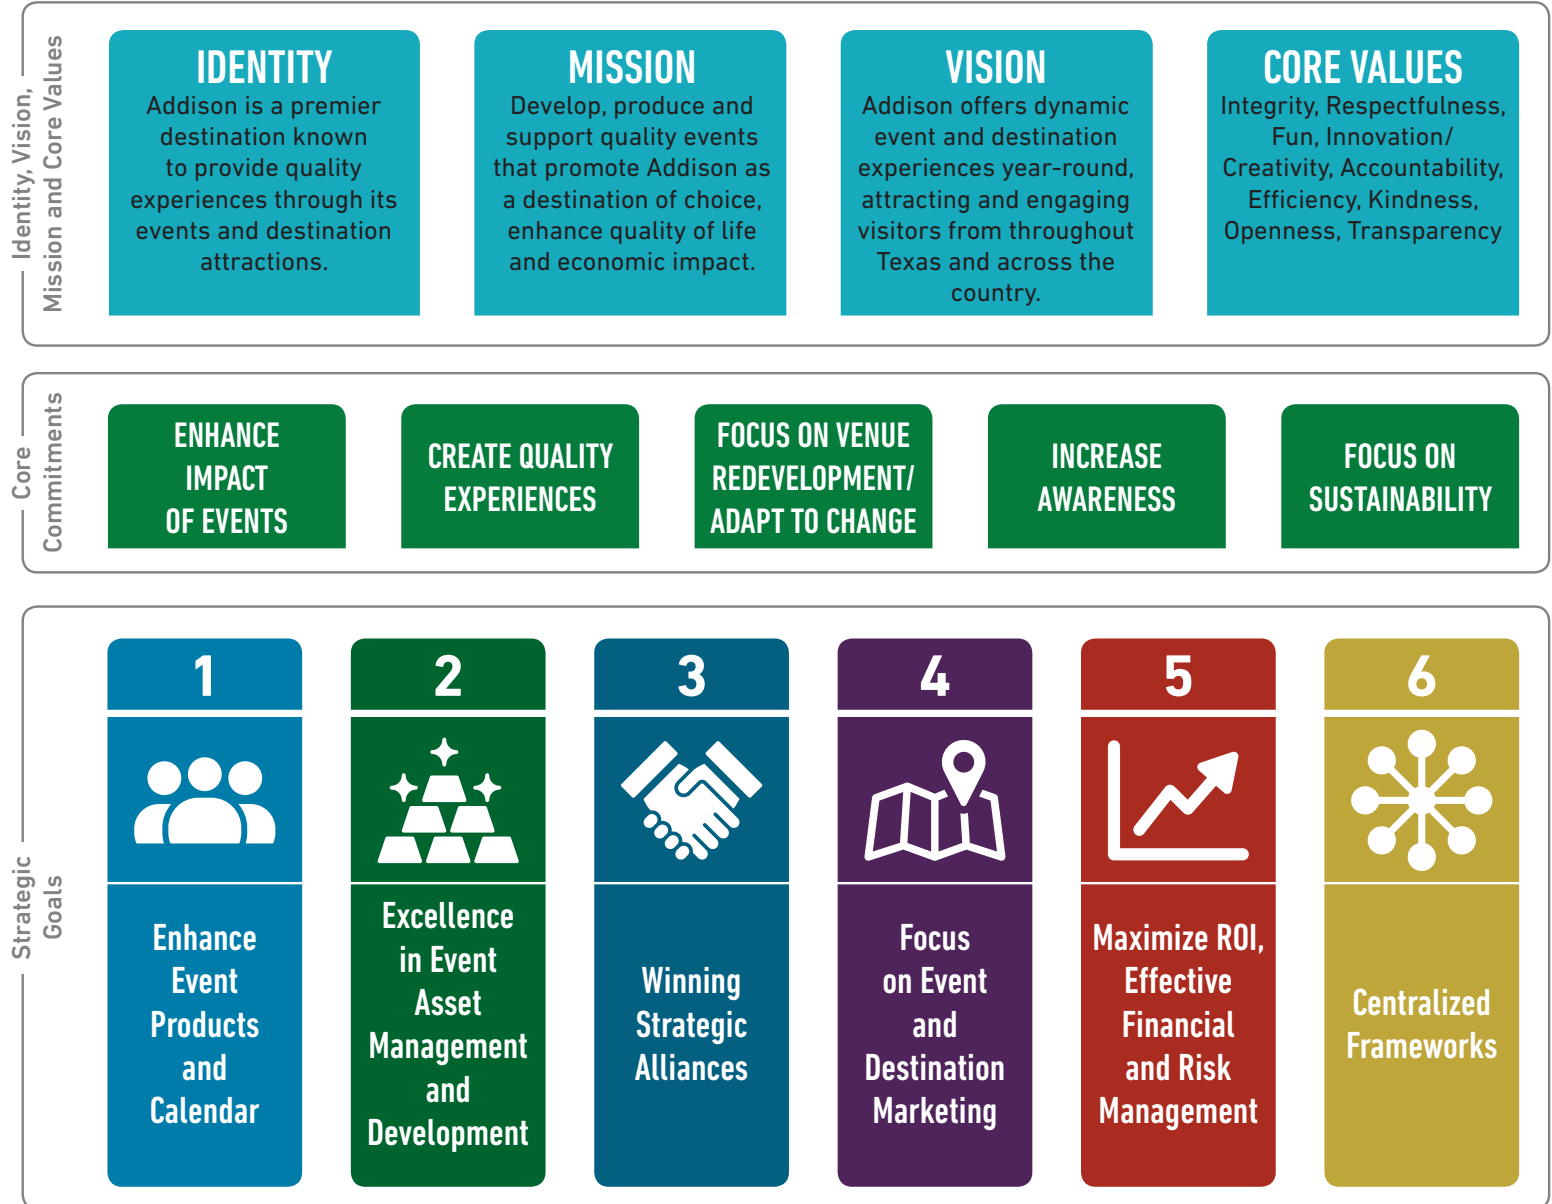 Identity, Vision,
Mission and Core Values
IDENTITY
Addison is a premier
destination known
to provide quality
experiences through its
events and destination
attractions.
MISSION
Develop, produce and
support quality events
that promote Addison as
a destination of choice,
enhance quality of life
and economic impact.
VISION
Addison offers dynamic
event and destination
experiences year-round,
attracting and engaging
visitors from throughout
Texas and across the
country.
CORE VALUES
Integrity, Respectfulness,
Fun, Innovation/
Creativity, Accountability,
Efficiency, Kindness,
Openness, Transparency
Core
Commitments
ENHANCE
IMPACT
OF EVENTS
CREATE QUALITY
EXPERIENCES
FOCUS ON VENUE
REDEVELOPMENT/
ADAPT TO CHANGE
INCREASE
AWARENESS
FOCUS ON
SUSTAINABILITY
Strategic
Goals
1
Enhance
Event
Products
and
Calendar
2
Excellence
in Event
Asset
Management
and
Development
3
Winning
Strategic
Alliances
4
Focus
on Event
and
Destination
Marketing
5
Maximize ROI,
Effective
Financial
and Risk
Management
6
Centralized
Frameworks